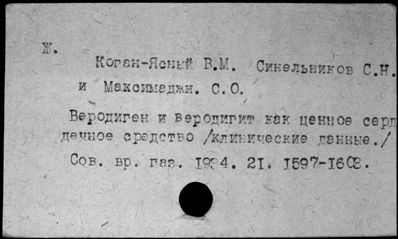 Ж.
Коган-Ясный В.М. Синельников С.Н.
и Максимаджи. С.О.
Веродиген и веродигит как ценное серд
дечное средство /клинические данные./
Сов. вр. газ. 1934. 21. 1597-1603.